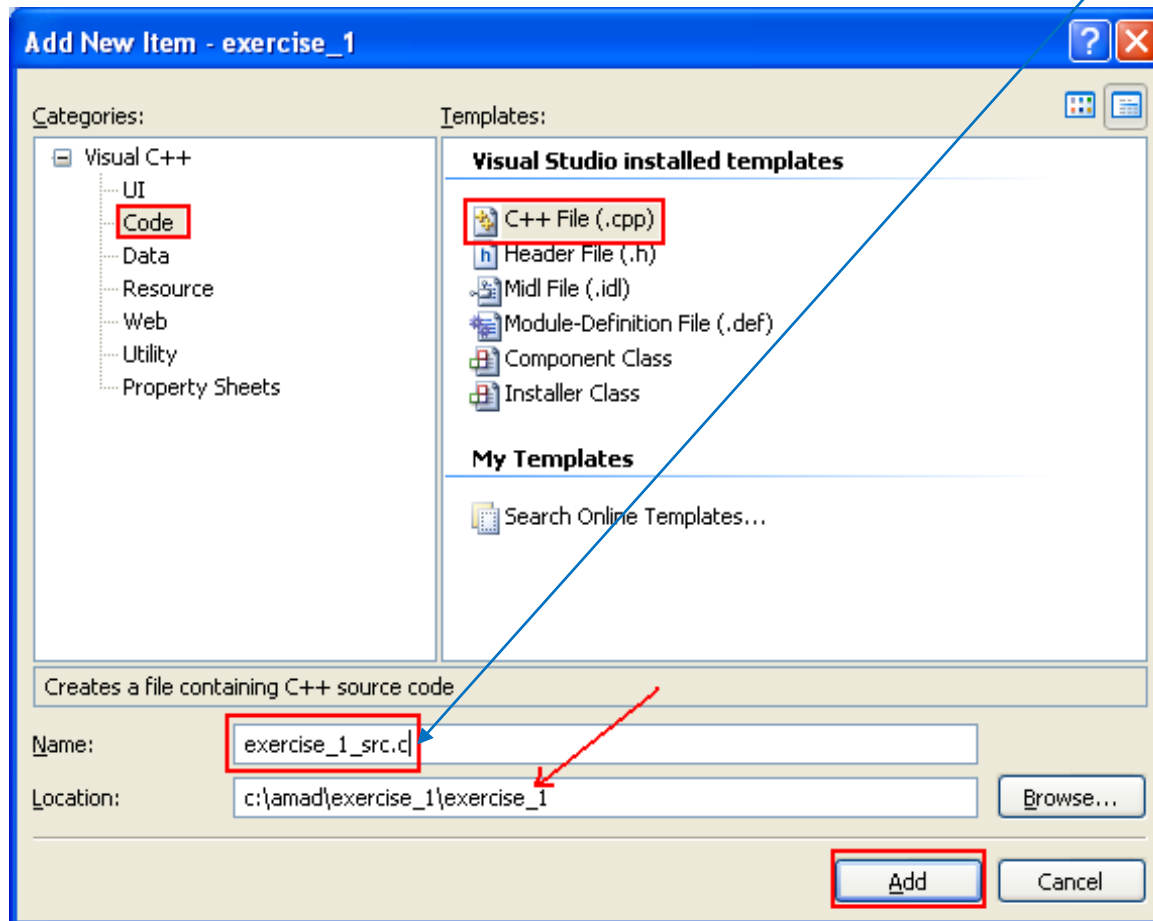 Add New Item - exercise_1
Categories:
Templates:
Visual C++
UI
Code
Data
Resource
Web
Utility
Property Sheets
Visual Studio installed templates
C++ File (.cpp)
Header File (.h)
Midl File (.idl)
Module-Definition File (.def)
Component Class
Installer Class
My Templates
Search Online Templates...
Creates a file containing C++ source code
Name:
exercise_1_src.c
Location:
c:\amad\exercise_1\exercise_1
Browse...
Add
Cancel